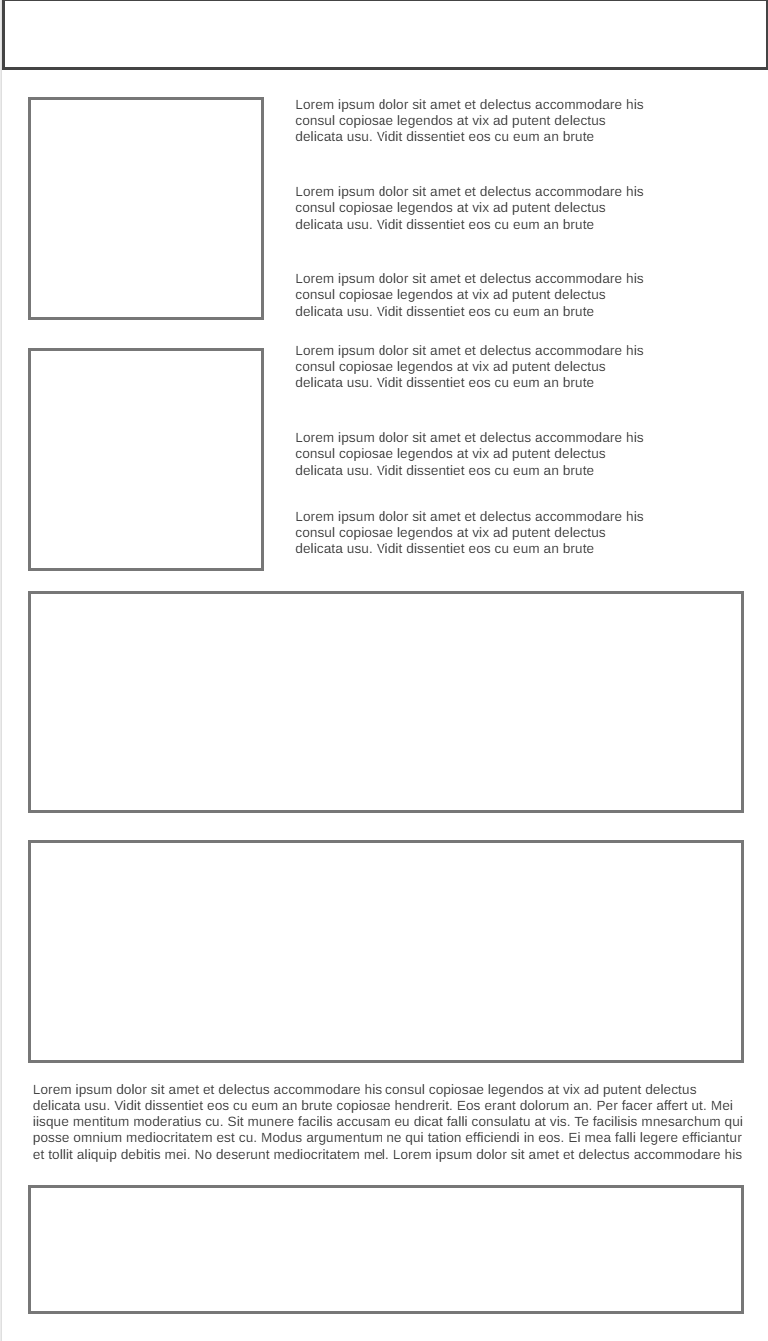 Lorem ipsum dolor sit amet et delectus accommodare his
consul copiosae legendos at vix ad putent delectus
delicata usu. Vidit dissentiet eos cu eum an brute
Lorem ipsum dolor sit amet et delectus accommodare his
consul copiosae legendos at vix ad putent delectus
delicata usu. Vidit dissentiet eos cu eum an brute
Lorem ipsum dolor sit amet et delectus accommodare his
consul copiosae legendos at vix ad putent delectus
delicata usu. Vidit dissentiet eos cu eum an brute
Lorem ipsum dolor sit amet et delectus accommodare his
consul copiosae legendos at vix ad putent delectus
delicata usu. Vidit dissentiet eos cu eum an brute
Lorem ipsum dolor sit amet et delectus accommodare his
consul copiosae legendos at vix ad putent delectus
delicata usu. Vidit dissentiet eos cu eum an brute
Lorem ipsum dolor sit amet et delectus accommodare his
consul copiosae legendos at vix ad putent delectus
delicata usu. Vidit dissentiet eos cu eum an brute
Lorem ipsum dolor sit amet et delectus accommodare his consul copiosae legendos at vix ad putent delectus
delicata usu. Vidit dissentiet eos cu eum an brute copiosae hendrerit. Eos erant dolorum an. Per facer affert ut. Mei
iisque mentitum moderatius cu. Sit munere facilis accusam eu dicat falli consulatu at vis. Te facilisis mnesarchum qui
posse omnium mediocritatem est cu. Modus argumentum ne qui tation efficiendi in eos. Ei mea falli legere efficiantur
et tollit aliquip debitis mei. No deserunt mediocritatem mel. Lorem ipsum dolor sit amet et delectus accommodare his